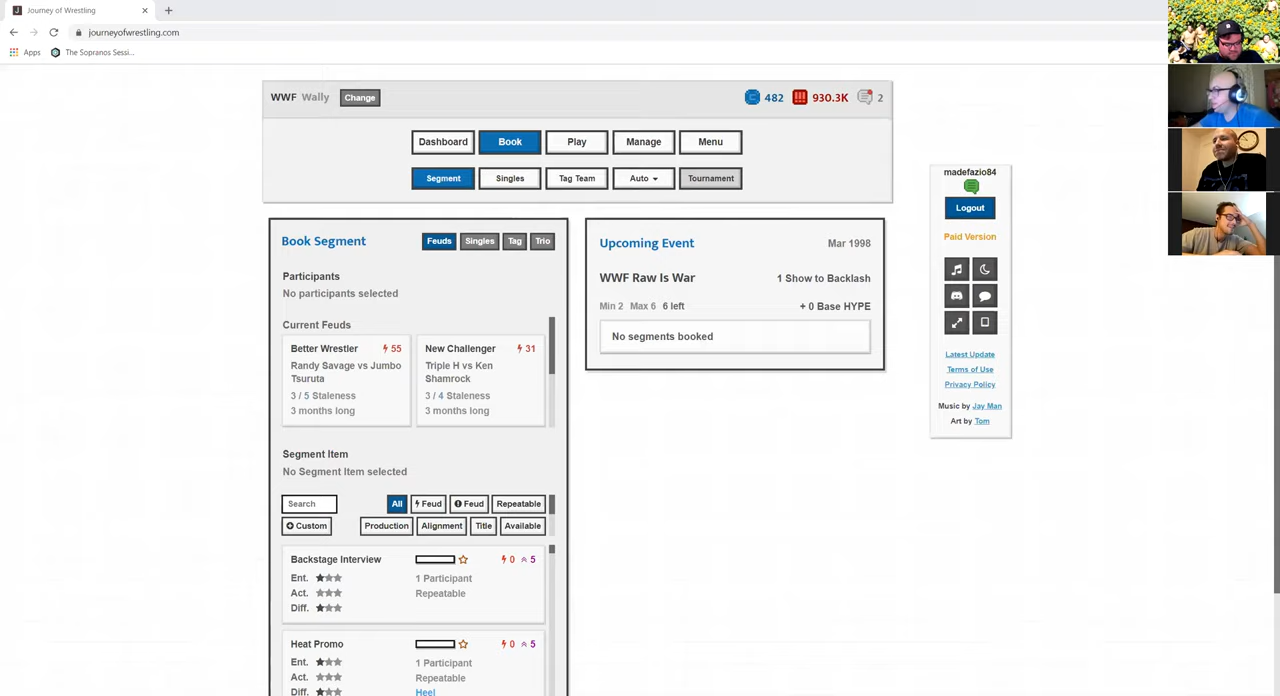 Journey of Wrestling
journeyofwrestling.com
Apps The Sopranos Sessi...
WWF Wally Change 482 930.3K 2
Dashboard Book Play Manage Menu
Segment Singles Tag Team Auto Tournament
madefazio84
Logout
Paid Version
Latest Update
Terms of Use
Privacy Policy
Music by Jay Man
Art by Tom
Book Segment Feuds Singles Tag Trio
Participants
No participants selected
Current Feuds
Better Wrestler 55
Randy Savage vs Jumbo
Tsuruta
3 / 5 Staleness
3 months long
New Challenger 31
Triple H vs Ken
Shamrock
3 / 4 Staleness
3 months long
Segment Item
No Segment Item selected
Search All Feud Feud Repeatable
Custom Production Alignment Title Available
Backstage Interview 0 5
Ent. 1 Participant
Act. Repeatable
Diff.
Heat Promo 0 5
Ent. 1 Participant
Act. Repeatable
Diff. Heel
Upcoming Event Mar 1998
WWF Raw Is War 1 Show to Backlash
Min 2 Max 6 6 left + 0 Base HYPE
No segments booked